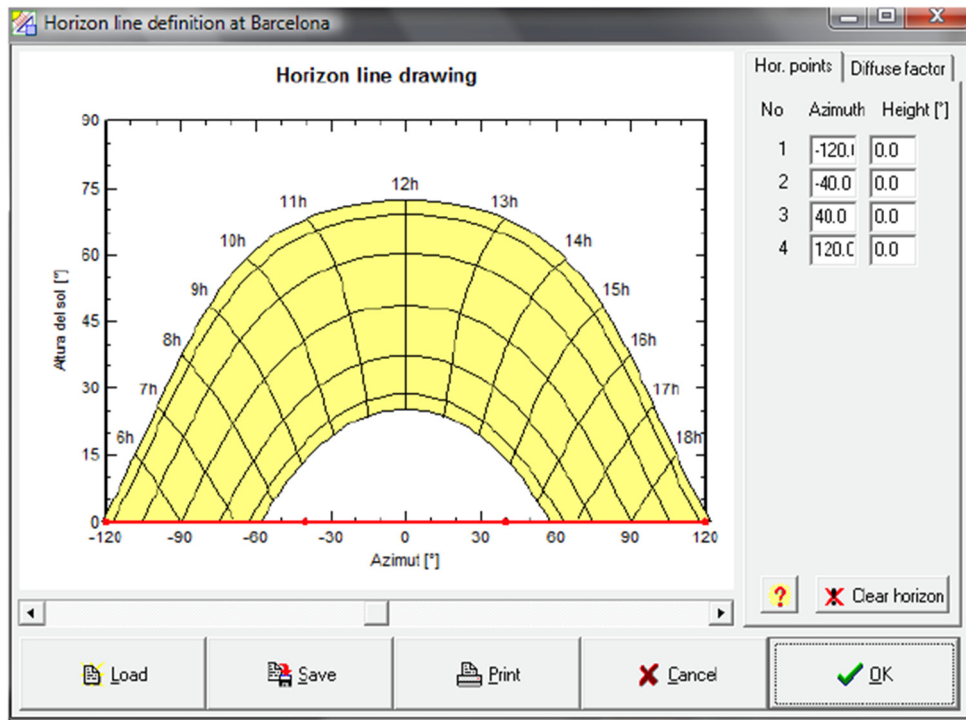 Horizon line definition at Barcelona
Horizon line drawing
Hor. points Diffuse factor
No Azimuth Height [°]
1 -120.( 0.0
2 -40.0 0.0
3 40.0 0.0
4 120.0 0.0
90
75
60
45
30
15
0
Altura del sol [°]
6h
7h
8h
9h
10h
11h
12h
13h
14h
15h
16h
17h
18h
-120 -90 -60 -30 0 30 60 90 120
Azimut [°]
? Clear horizon
Load Save Print Cancel OK